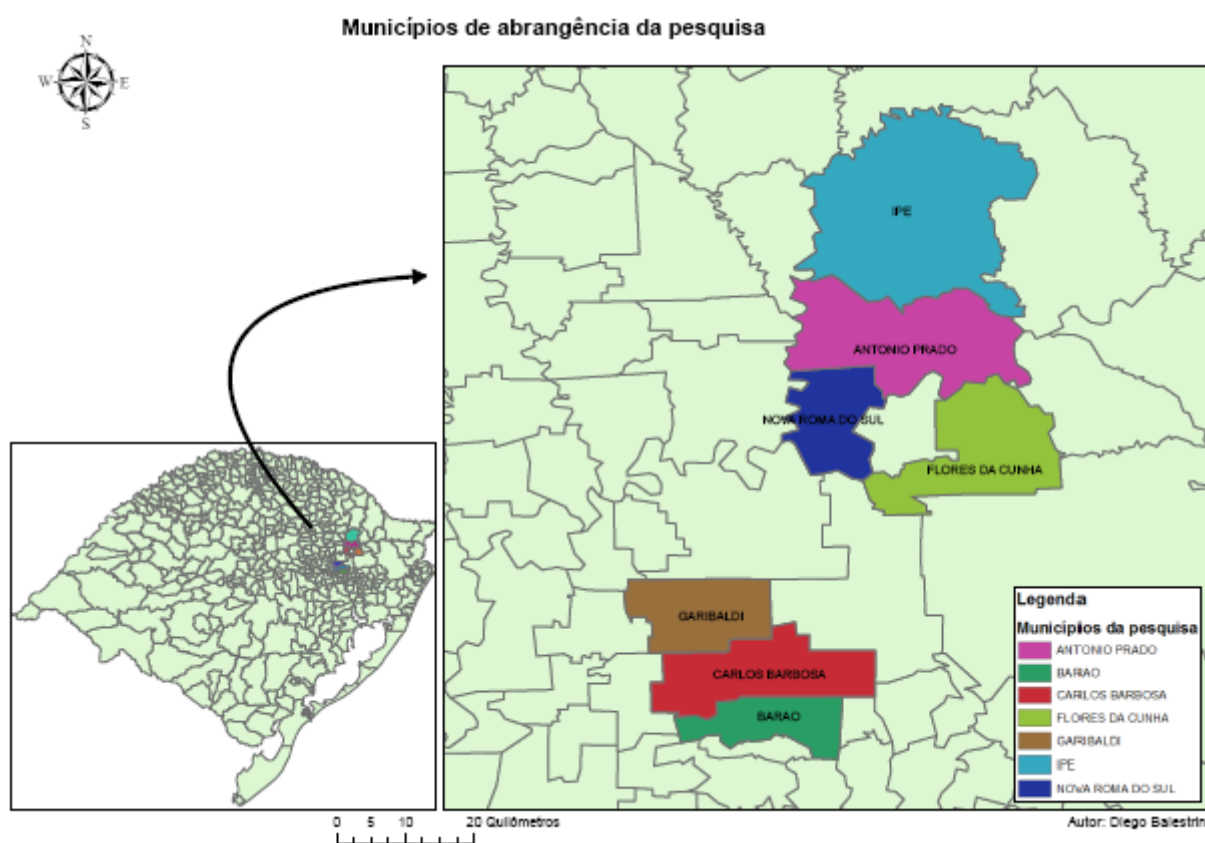 Municípios de abrangência da pesquisa
N
W E
S
IPE
ANTONIO PRADO
NOVA ROMA DO SUL
FLORES DA CUNHA
GARIBALDI
CARLOS BARBOSA
BARAO
Legenda
Municípios da pesquisa
ANTONIO PRADO
BARAO
CARLOS BARBOSA
FLORES DA CUNHA
GARIBALDI
IPE
NOVA ROMA DO SUL
0 5 10 20 Quilômetros
Autor: Diego Balestrin